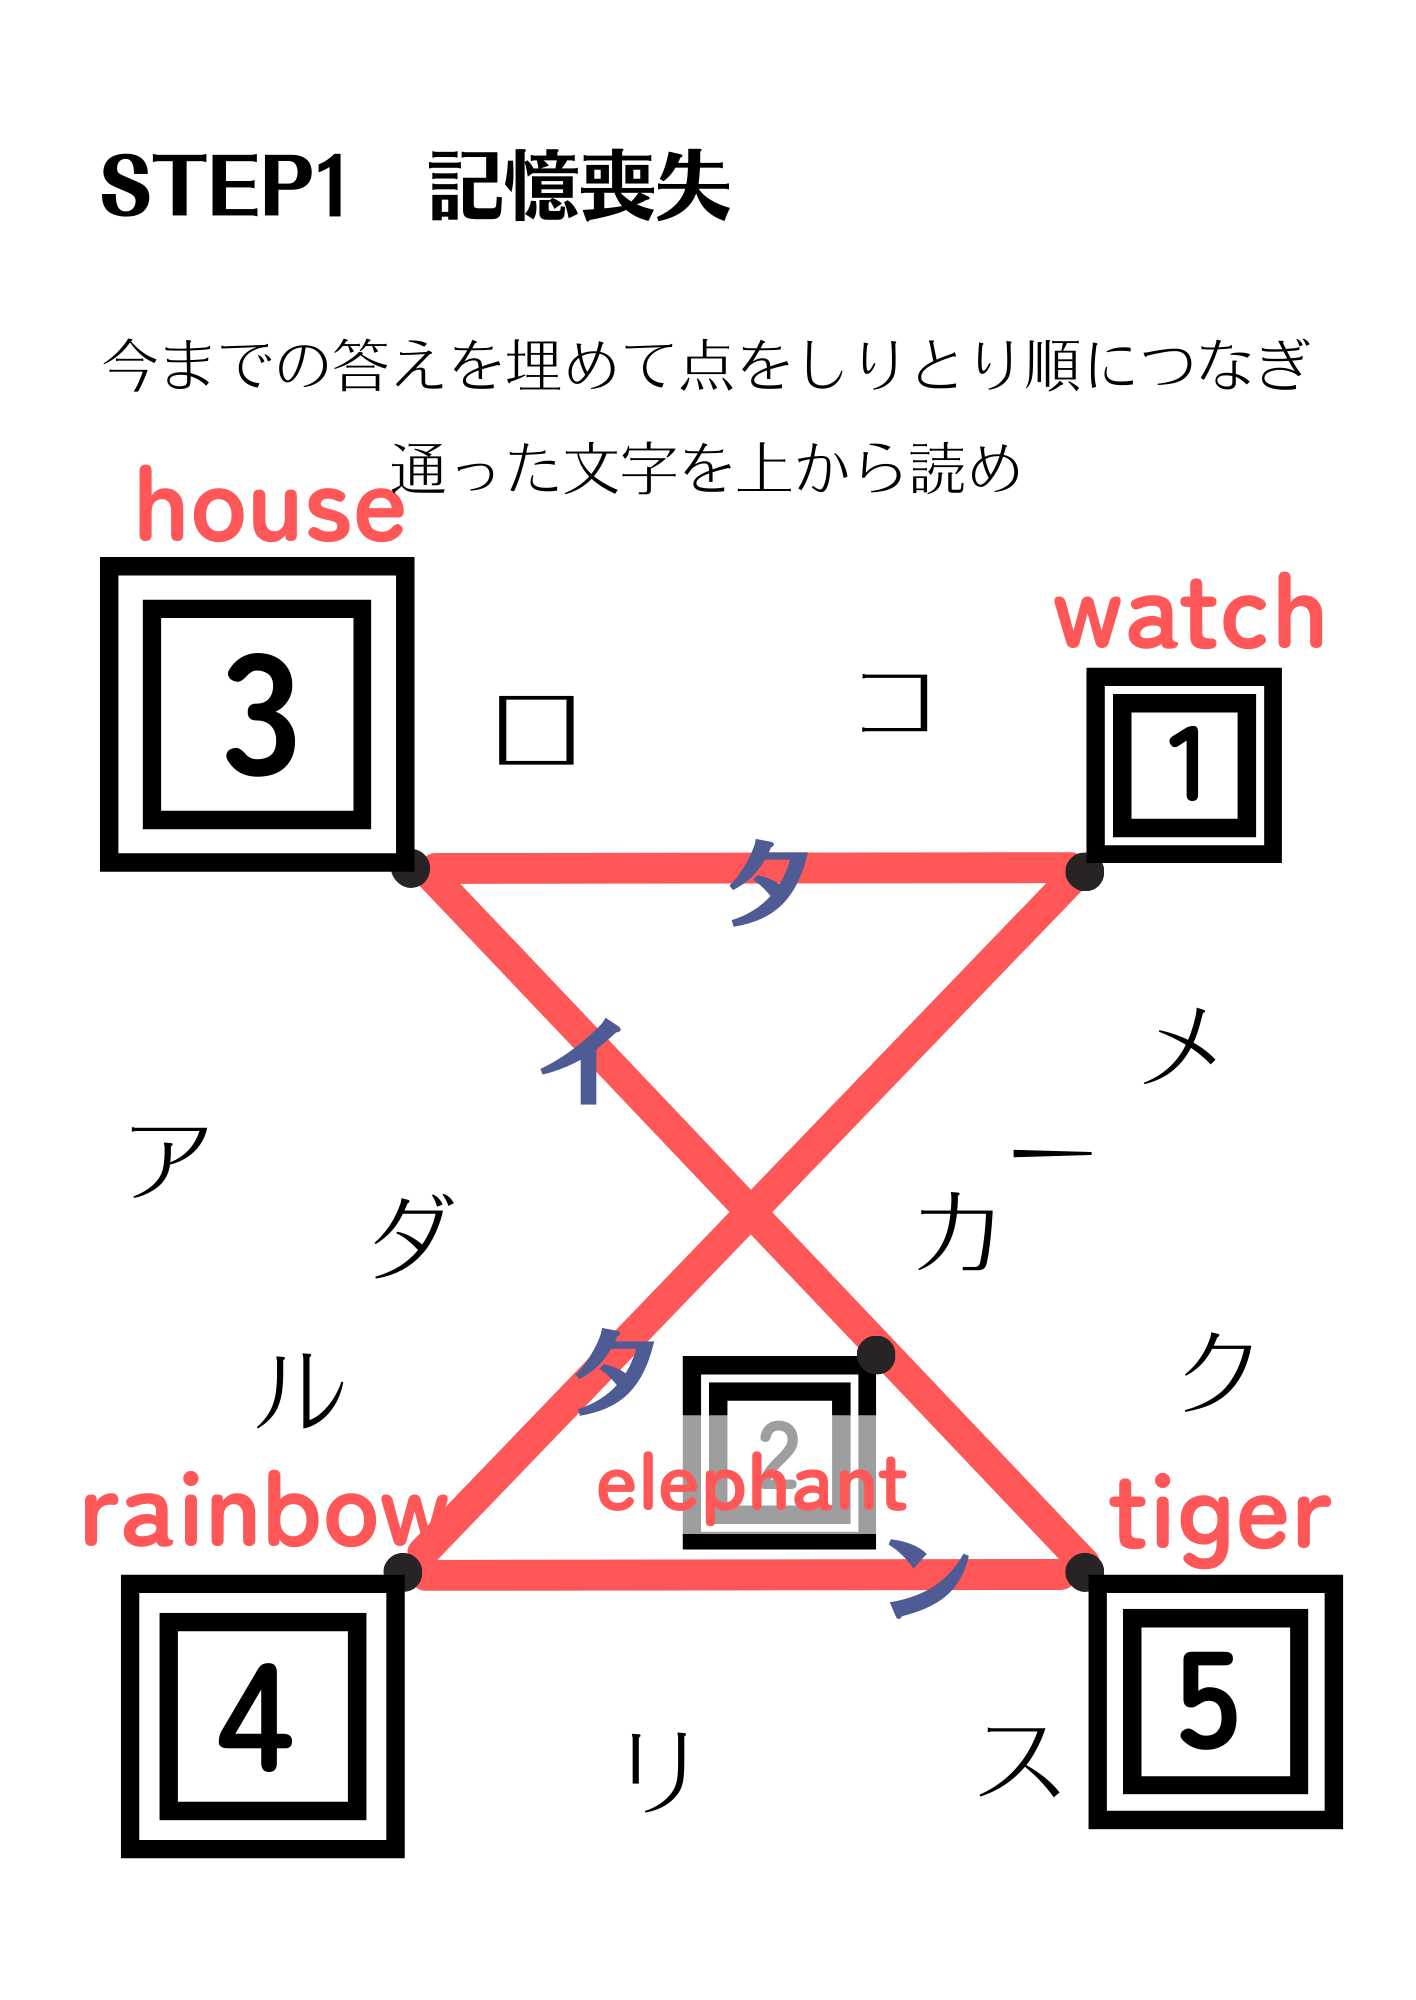 STEP1 記憶喪失
今までの答えを埋めて点をしりとり順につなぎ
通った文字を上から読め
house
watch
3
ロ
コ
1
タ
イ
メ
ア
ー
ダ
カ
タ
ル
ク
2
rainbow
elephant
tiger
ン
4
5
リ
ス